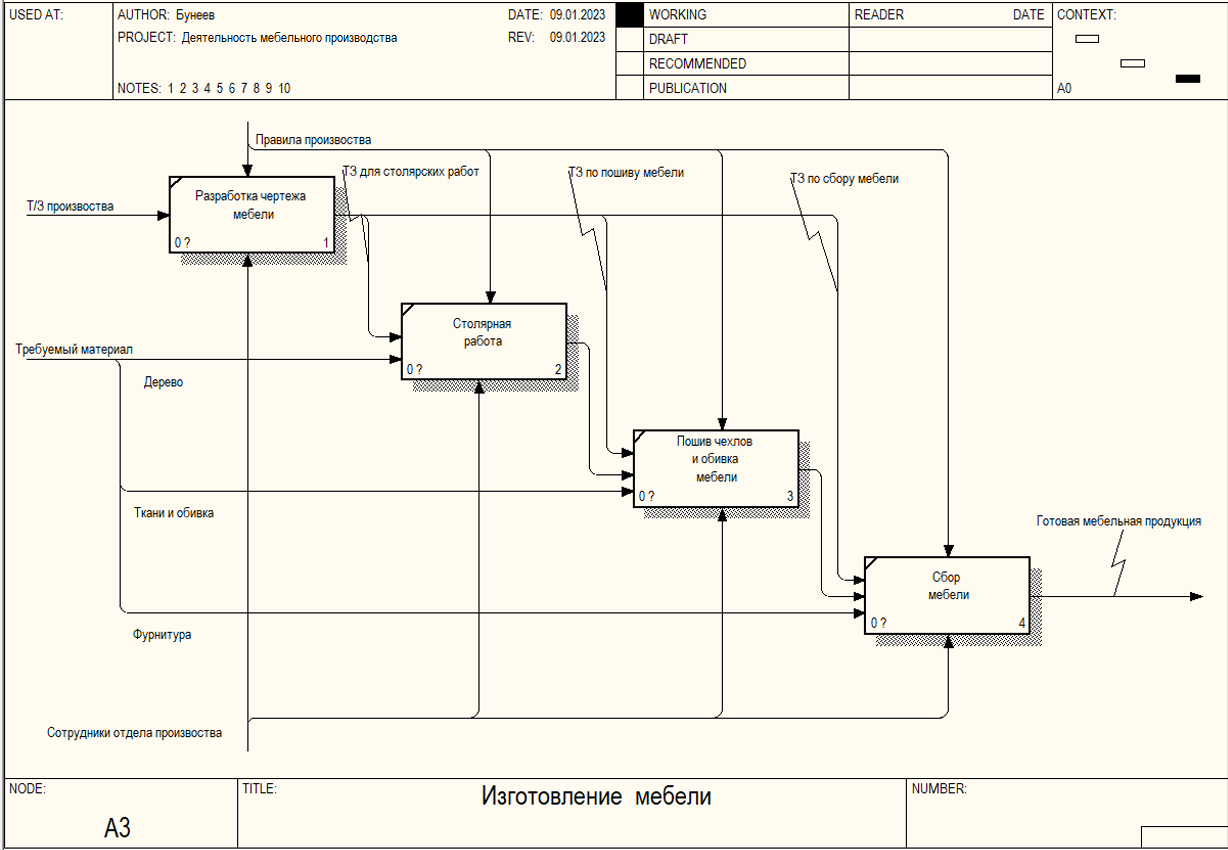 USED AT:
AUTHOR: Бунеев
DATE: 09.01.2023
PROJECT: Деятельность мебельного производства
REV: 09.01.2023
NOTES: 1 2 3 4 5 6 7 8 9 10
WORKING
DRAFT
RECOMMENDED
PUBLICATION
READER
DATE
CONTEXT:
A0
Правила произвоства
ТЗ для столярских работ
ТЗ по пошиву мебели
ТЗ по сбору мебели
Т/З произвоства
Разработка чертежа
мебели
0 ?
1
Требуемый материал
Столярная
работа
0 ?
2
Дерево
Пошив чехлов
и обивка
мебели
0 ?
3
Ткани и обивка
Готовая мебельная продукция
Сбор
мебели
0 ?
4
Фурнитура
Сотрудники отдела произвоства
NODE:
A3
TITLE:
Изготовление мебели
NUMBER: